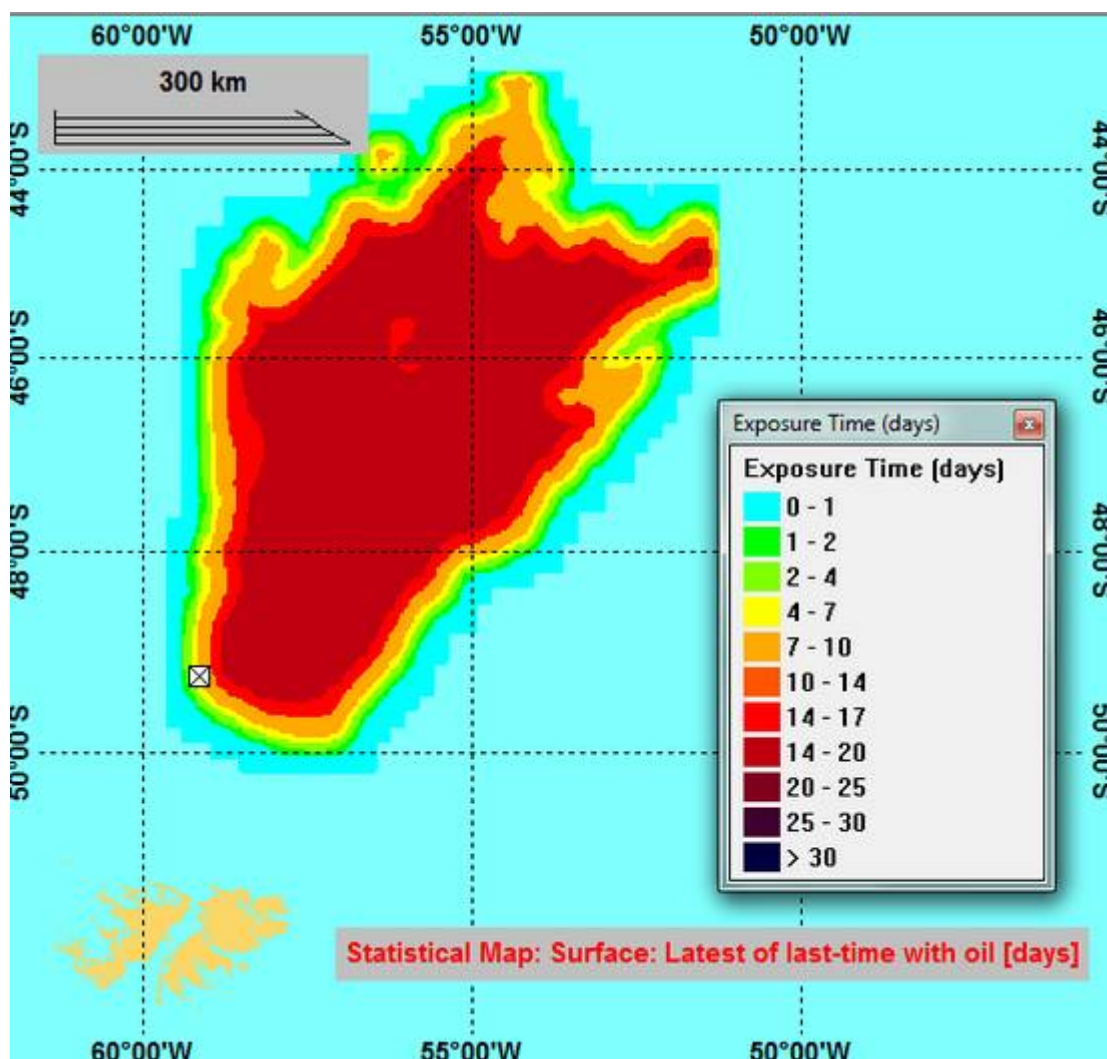 60°00'W 55°00'W 50°00'W
300 km
44°00'S 44°00'S
46°00'S 46°00'S
Exposure Time (days)
Exposure Time (days)
0 - 1
1 - 2
2 - 4
4 - 7
7 - 10
10 - 14
14 - 17
14 - 20
20 - 25
25 - 30
> 30
48°00'S 48°00'S
50°00'S 50°00'S
Statistical Map: Surface: Latest of last-time with oil [days]
60°00'W 55°00'W 50°00'W